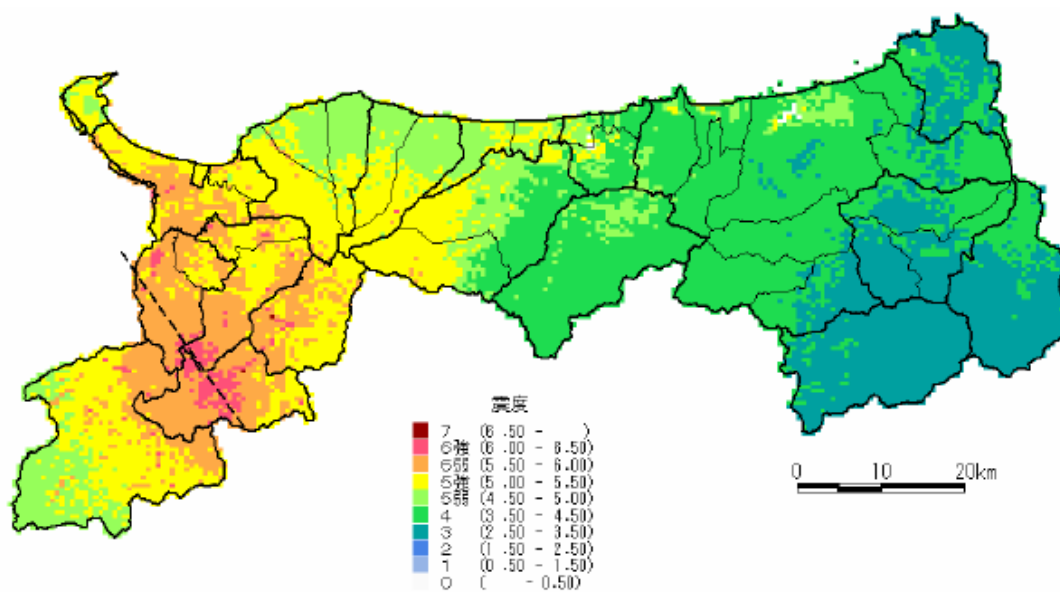 震度
7 (6.50 - )
6強 (6.00 - 6.50)
6弱 (5.50 - 6.00)
5強 (5.00 - 5.50)
5弱 (4.50 - 5.00)
4 (3.50 - 4.50)
3 (2.50 - 3.50)
2 (1.50 - 2.50)
1 (0.50 - 1.50)
0 ( - 0.50)
0 10 20km